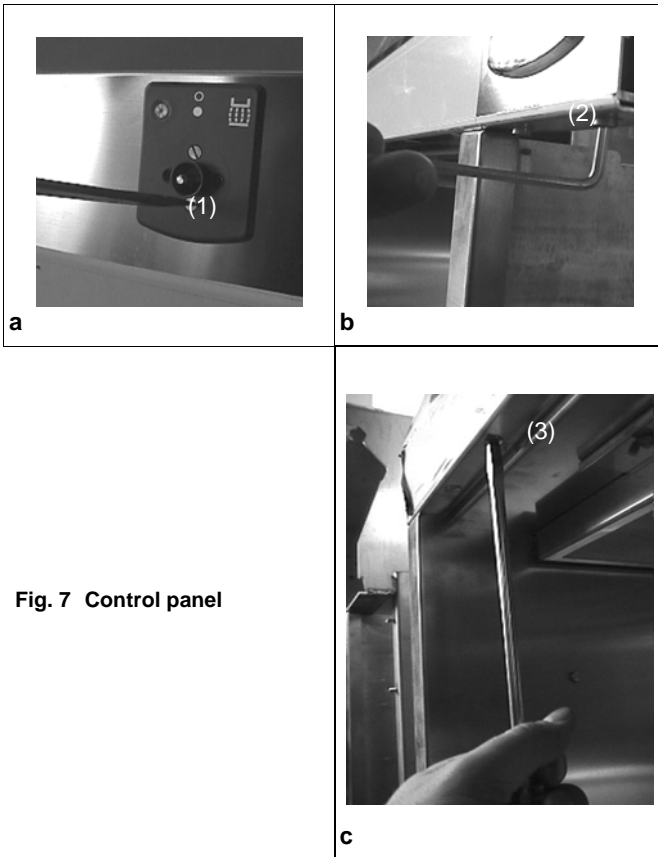 (1)
a
(2)
b
Fig. 7 Control panel
(3)
c